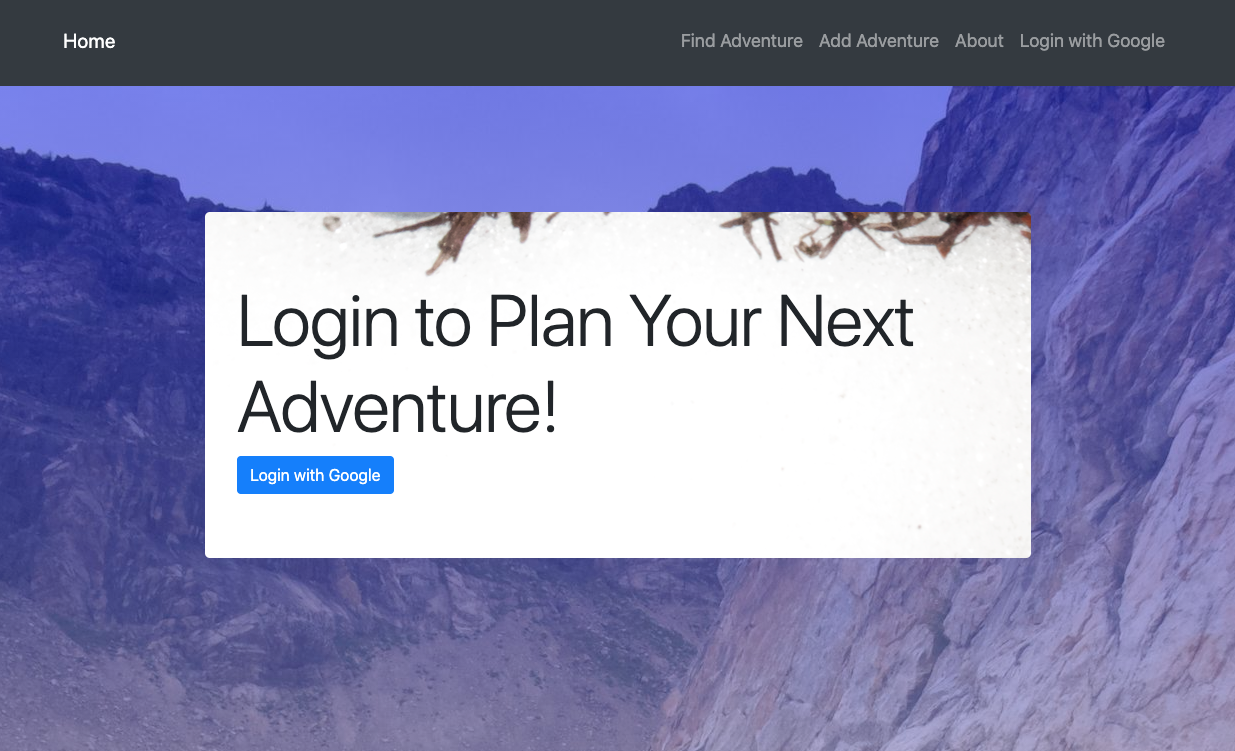 Home
Find Adventure Add Adventure About Login with Google
Login to Plan Your Next
Adventure!
Login with Google